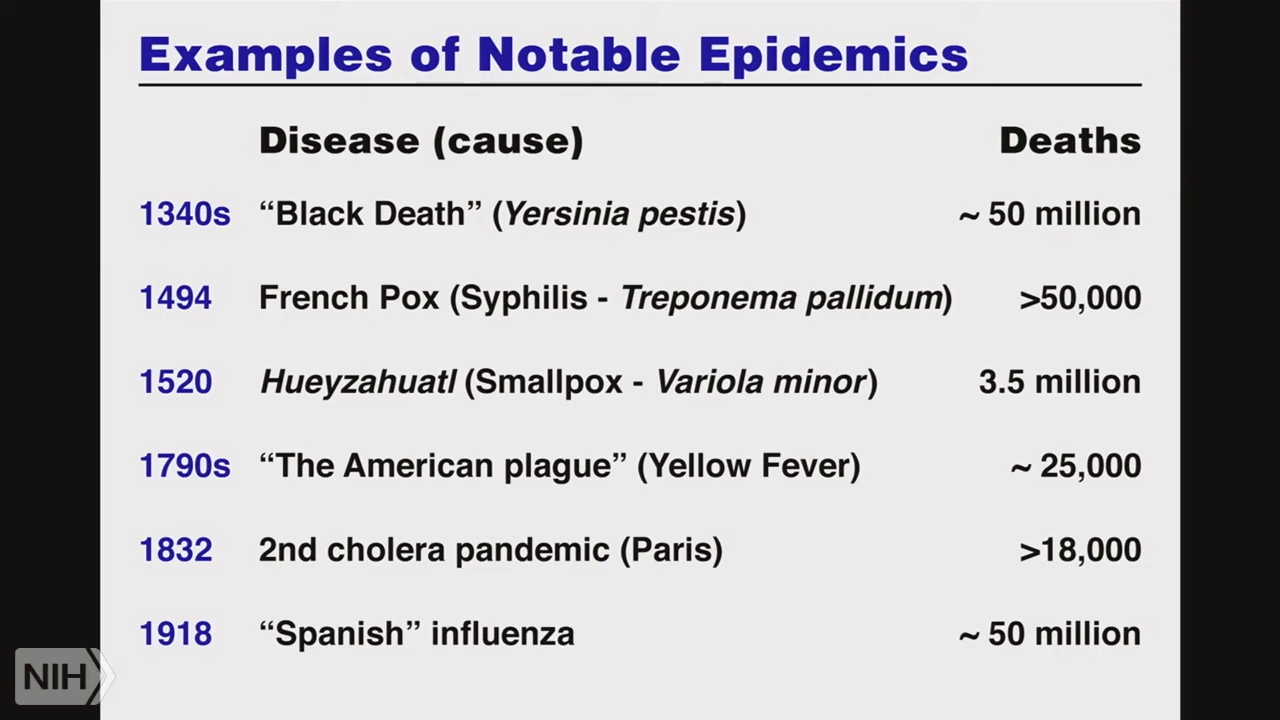 Examples of Notable Epidemics
Disease (cause) Deaths
1340s “Black Death” (Yersinia pestis) ~ 50 million
1494 French Pox (Syphilis - Treponema pallidum) >50,000
1520 Hueyzahuatl (Smallpox - Variola minor) 3.5 million
1790s “The American plague” (Yellow Fever) ~ 25,000
1832 2nd cholera pandemic (Paris) >18,000
1918 “Spanish” influenza ~ 50 million
NIH